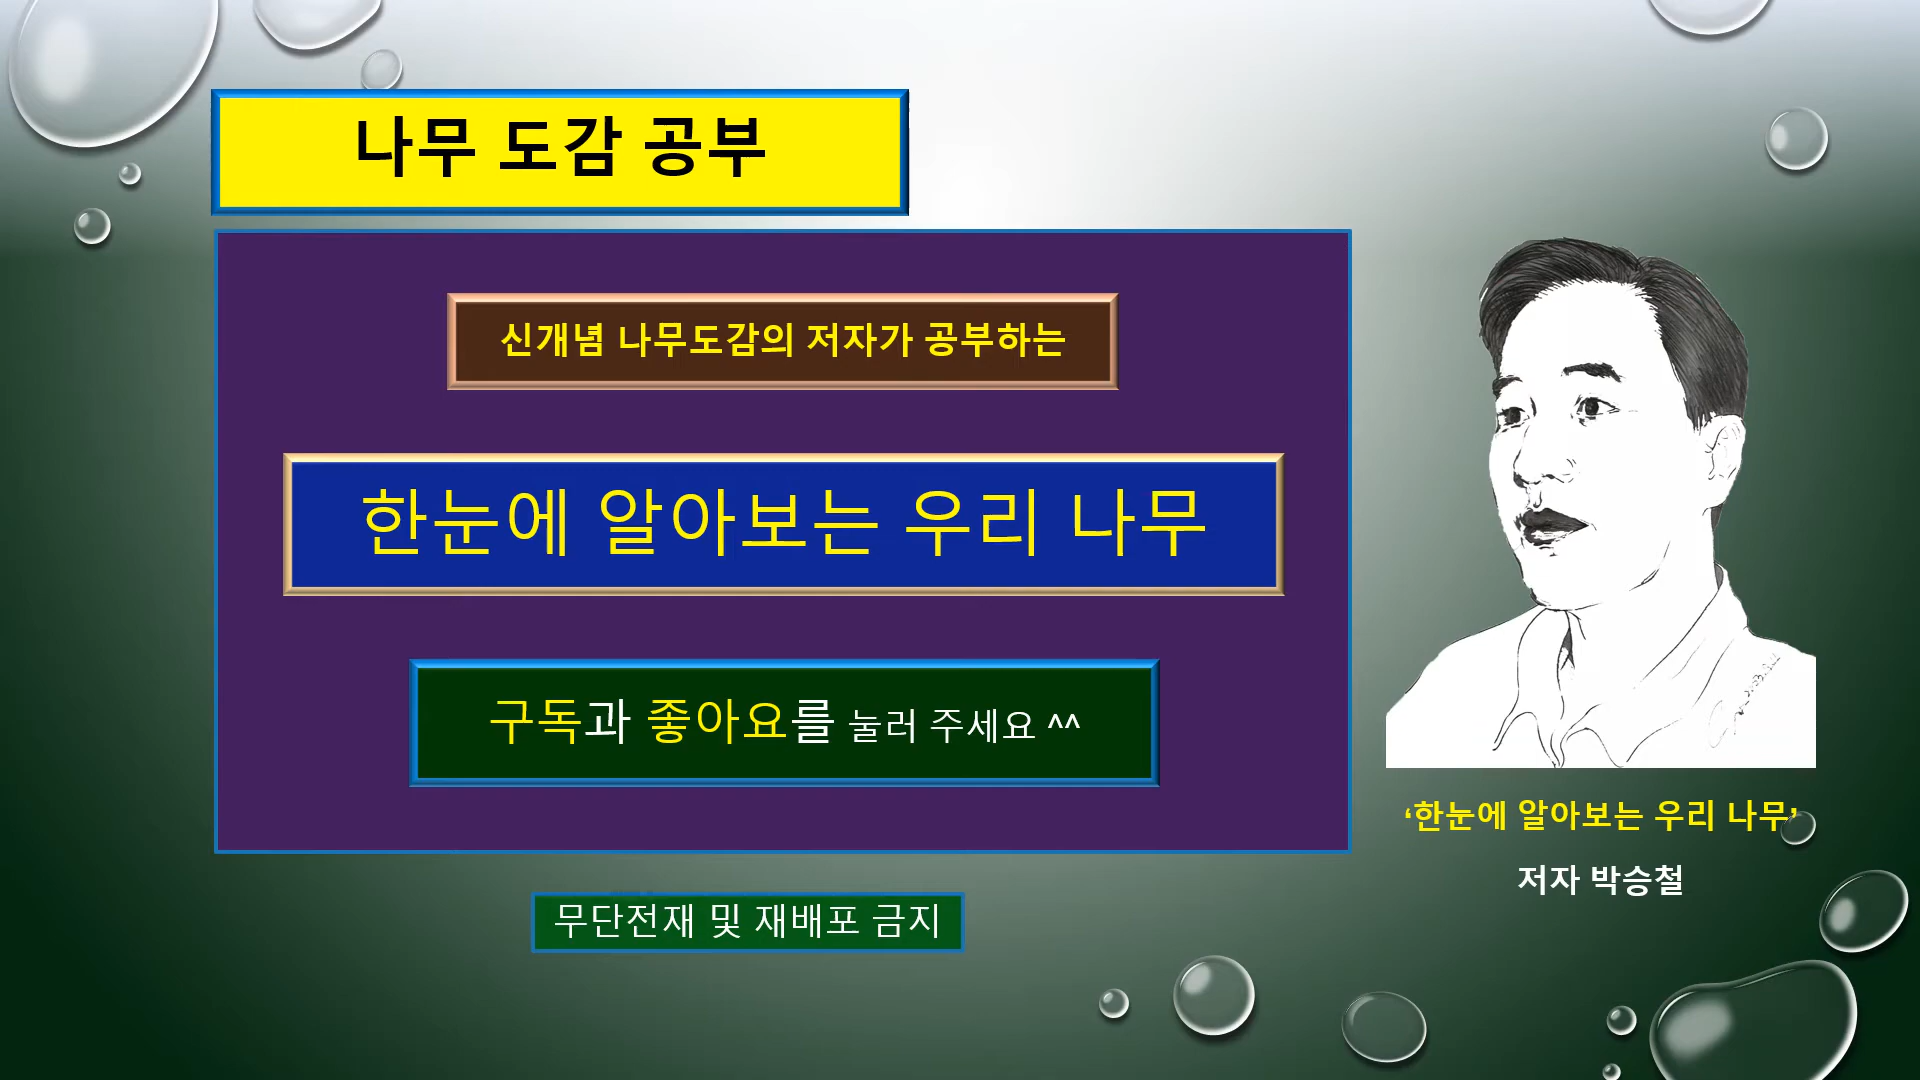 나무 도감 공부
신개념 나무도감의 저자가 공부하는
한눈에 알아보는 우리 나무
구독과 좋아요를 눌러 주세요 ^^
‘한눈에 알아보는 우리 나무’
저자 박승철
무단전재 및 재배포 금지